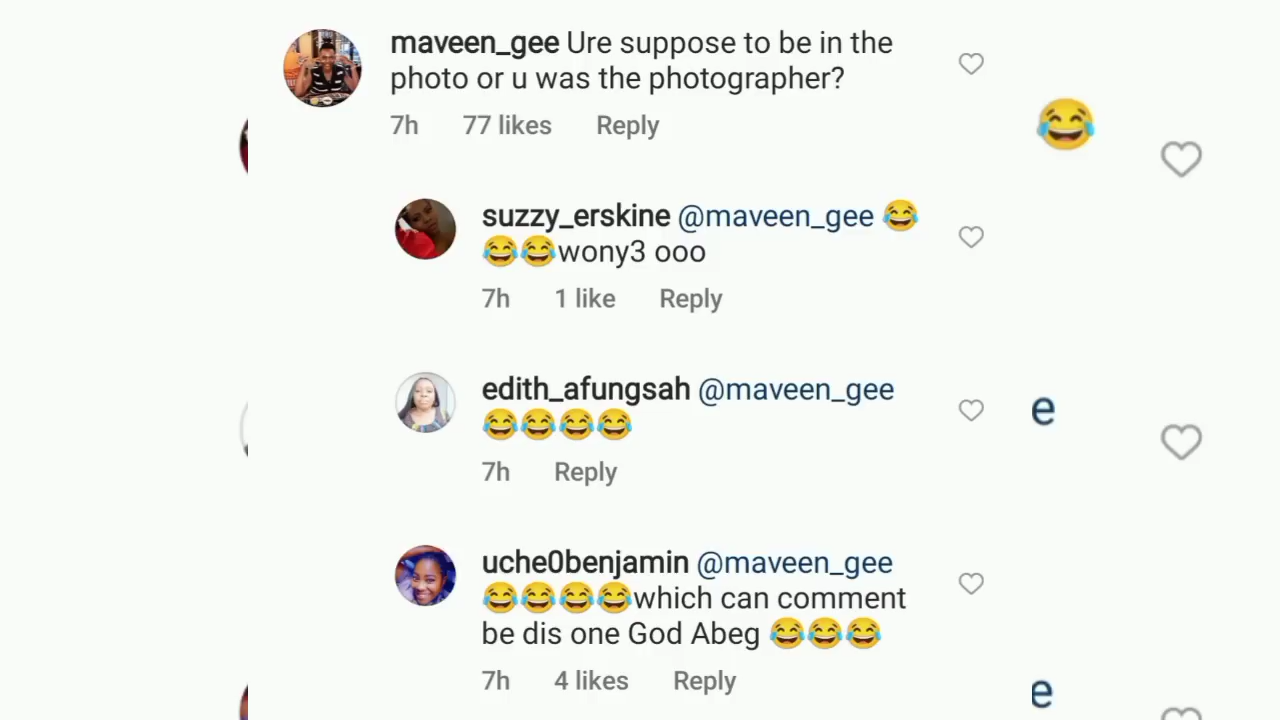 maveen_gee Ure suppose to be in the
photo or u was the photographer?
7h 77 likes Reply
😂
suzzy_erskine @maveen_gee 😂
😂😂wony3 ooo
7h 1 like Reply
edith_afungsah @maveen_gee
😂😂😂😂
e
7h Reply
uche0benjamin @maveen_gee
😂😂😂😂which can comment
be dis one God Abeg 😂😂😂
7h 4 likes Reply
e